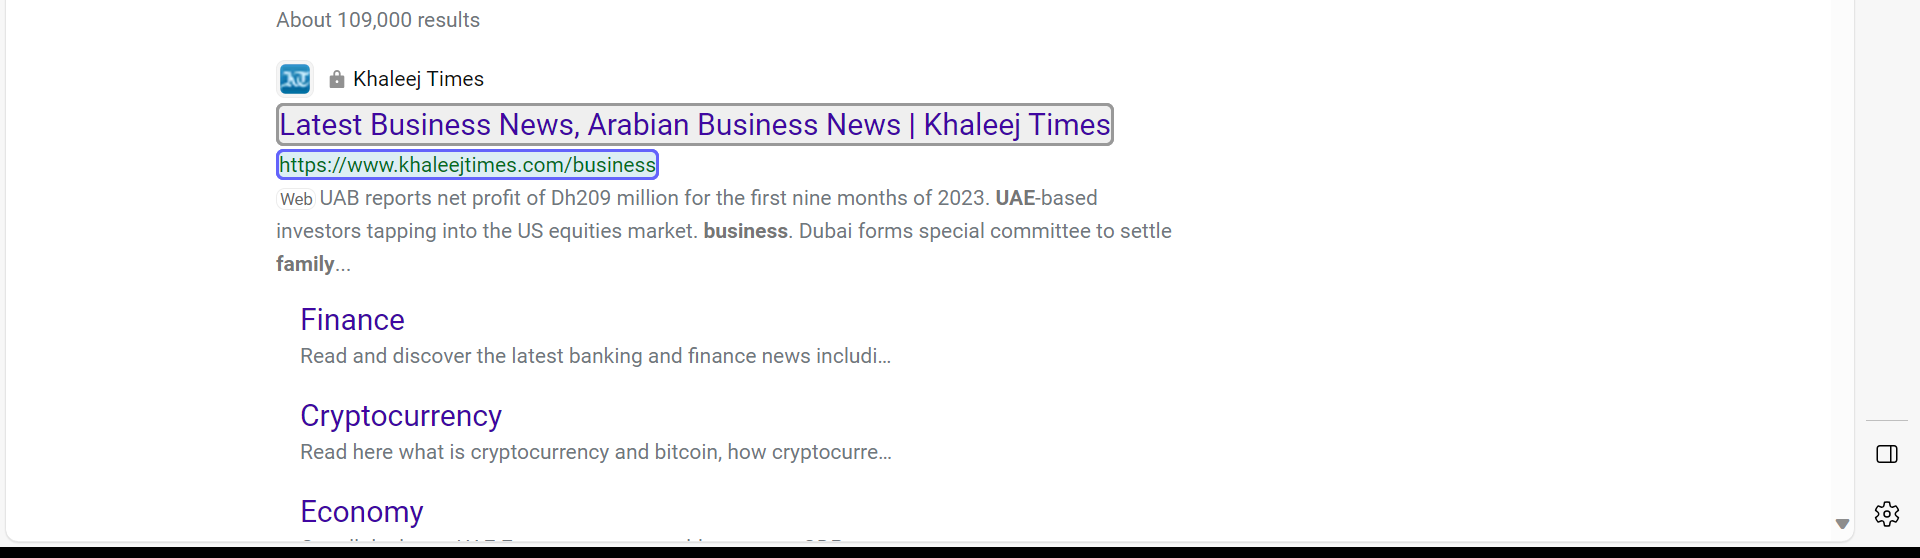 About 109,000 results
Khaleej Times
Latest Business News, Arabian Business News | Khaleej Times
https://www.khaleejtimes.com/business
Web UAB reports net profit of Dh209 million for the first nine months of 2023. UAE-based
investors tapping into the US equities market. business. Dubai forms special committee to settle
family...
Finance
Read and discover the latest banking and finance news includi...
Cryptocurrency
Read here what is cryptocurrency and bitcoin, how cryptocurre...
Economy